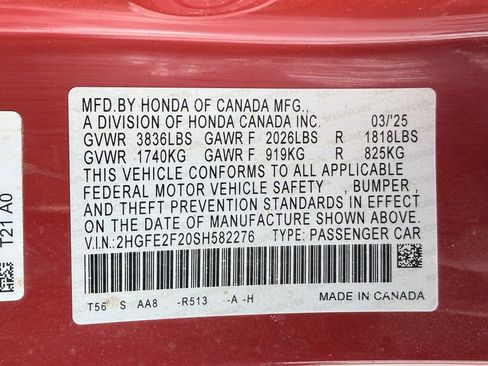 MFD.BY HONDA OF CANADA MFG.,
A DIVISION OF HONDA CANADA INC. 03/25
GVWR 3836LBS GAWR F 2026LBS R 1818LBS
GVWR 1740KG GAWR F 919KG R 825KG
THIS VEHICLE CONFORMS TO ALL APPLICABLE
FEDERAL MOTOR VEHICLE SAFETY , BUMPER ,
AND THEFT PREVENTION STANDARDS IN EFFECT
ON THE DATE OF MANUFACTURE SHOWN ABOVE.
V.I.N.:2HGFE2F20SH582276 TYPE: PASSENGER CAR
T56 S AA8 -R513 -A -H
MADE IN CANADA
T21 A0